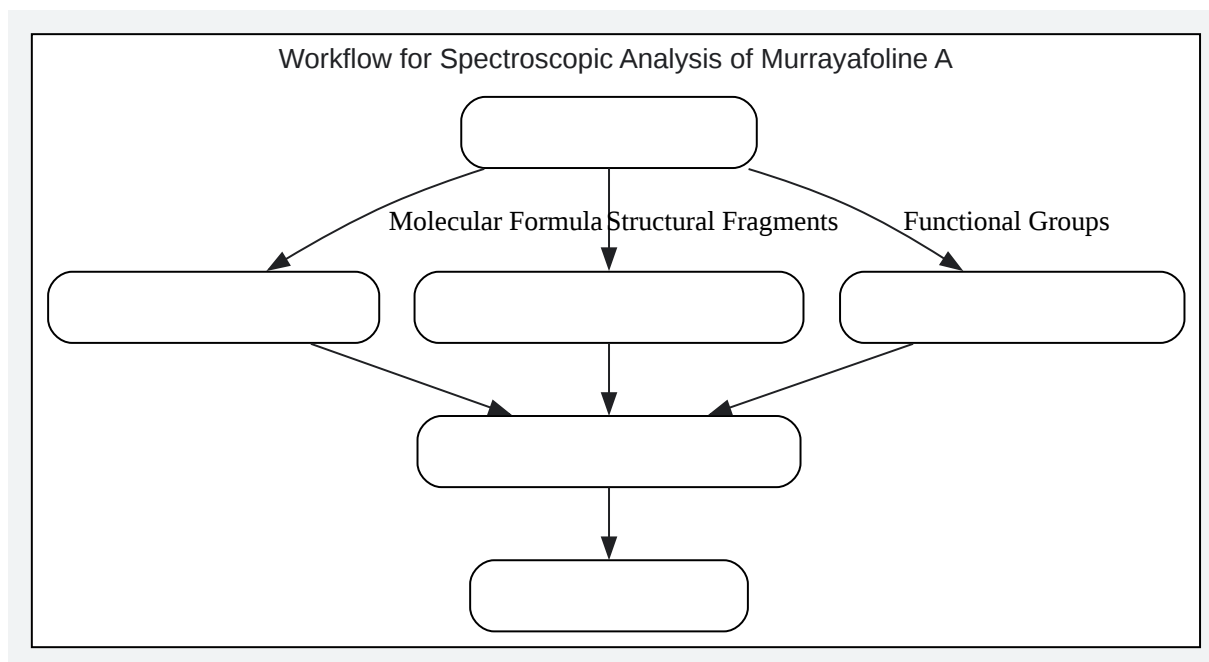 Workflow for Spectroscopic Analysis of Murrayafoline A
Molecular Formula
Structural Fragments
Functional Groups